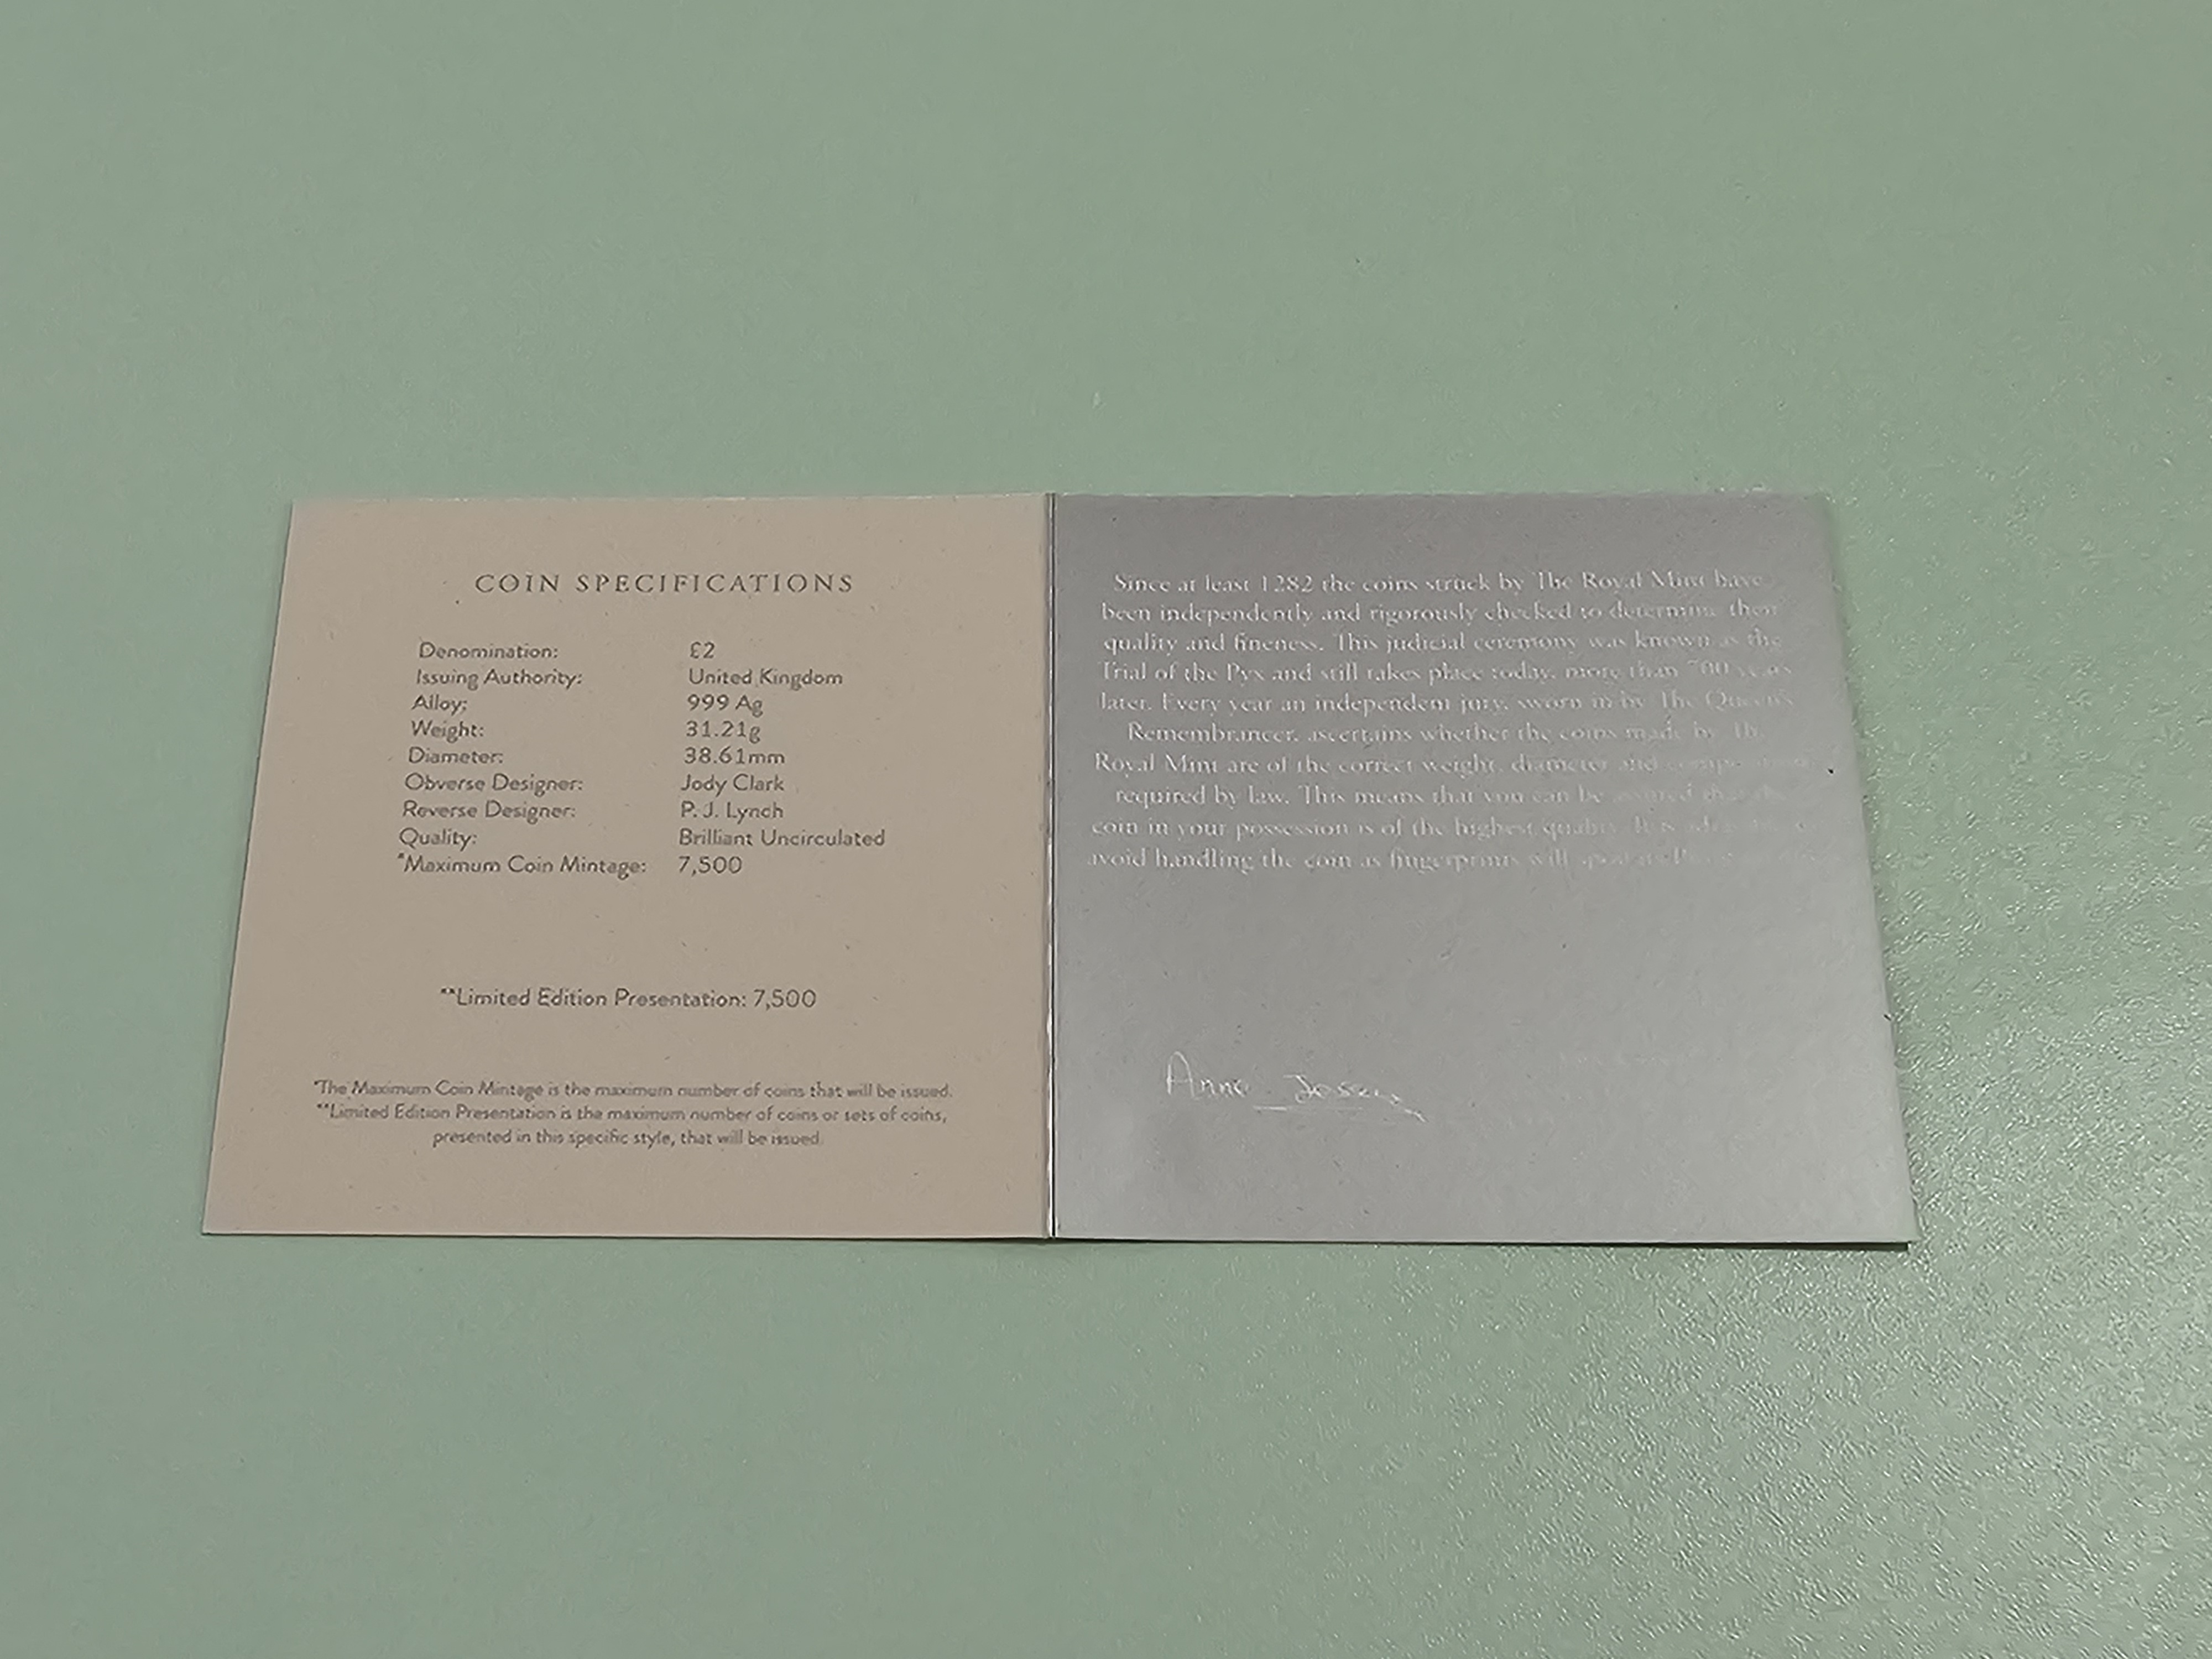 COIN SPECIFICATIONS
Denomination: £2
Issuing Authority: United Kingdom
Alloy: 999 Ag
Weight: 31.21g
Diameter: 38.61mm
Obverse Designer: Jody Clark
Reverse Designer: P. J. Lynch
Quality: Brilliant Uncirculated
*Maximum Coin Mintage: 7,500
**Limited Edition Presentation: 7,500
*The Maximum Coin Mintage is the maximum number of coins that will be issued.
**Limited Edition Presentation is the maximum number of coins or sets of coins,
presented in this specific style, that will be issued.
Since at least 1282 the coins struck by The Royal Mint have
been independently and rigorously checked to determine their
quality and fineness. This judicial ceremony was known as the
Trial of the Pyx and still takes place today, more than 700 years
later. Every year an independent jury, sworn in by The Queen's
Remembrancer, ascertains whether the coins made by The
Royal Mint are of the correct weight, diameter and composition
required by law. This means that you can be assured that the
coin in your possession is of the highest quality. It is
avoid handling the coin as fingerprints will
Anne Jessopp